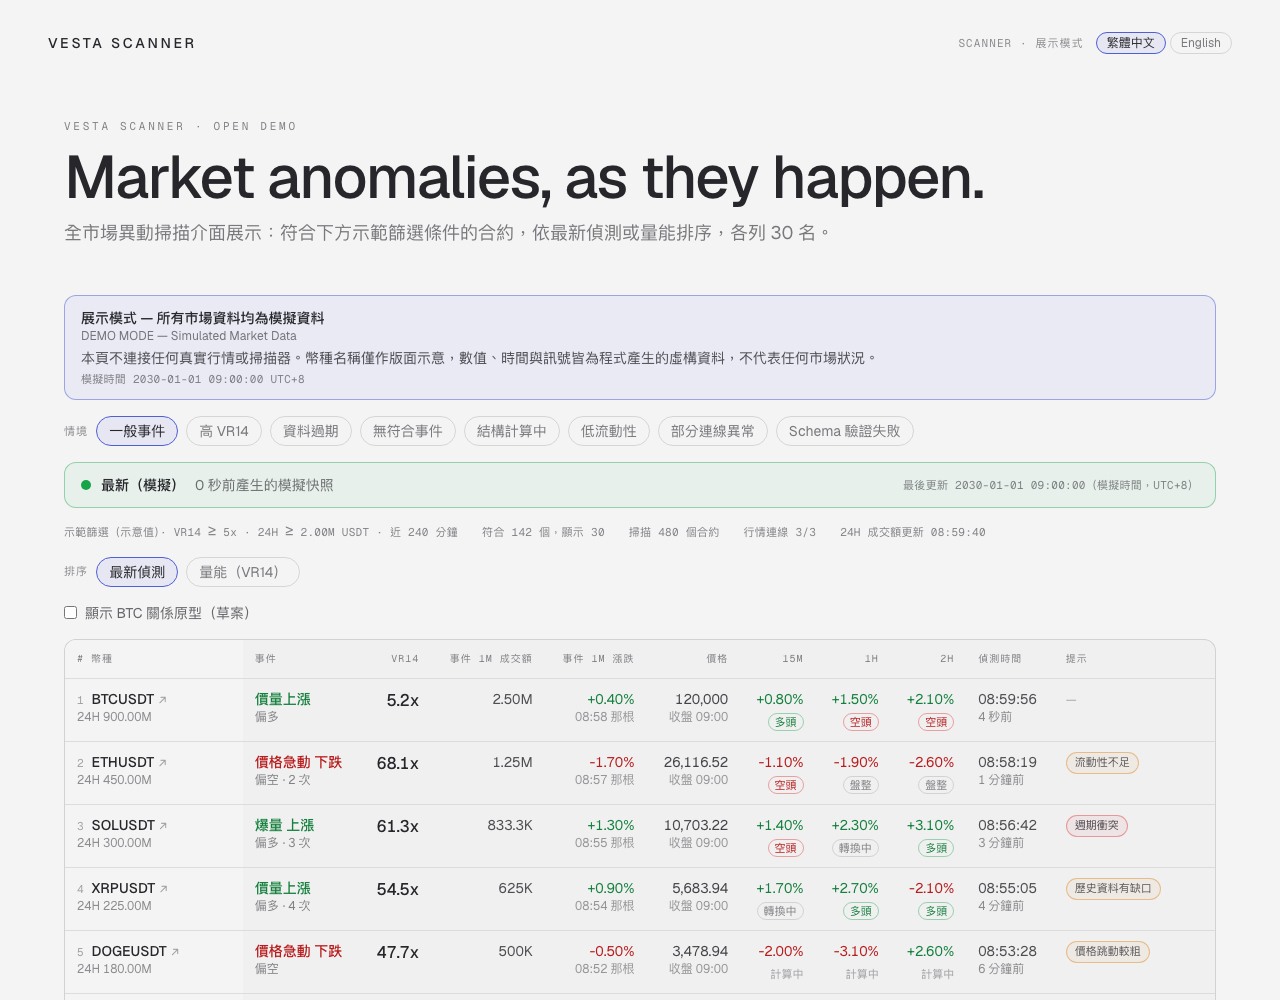 VESTA SCANNER
SCANNER · 展示模式 繁體中文 English
VESTA SCANNER · OPEN DEMO
Market anomalies, as they happen.
全市場異動掃描介面展示：符合下方示範篩選條件的合約，依最新偵測或量能排序，各列 30 名。
展示模式 — 所有市場資料均為模擬資料
DEMO MODE — Simulated Market Data
本頁不連接任何真實行情或掃描器。幣種名稱僅作版面示意，數值、時間與訊號皆為程式產生的虛構資料，不代表任何市場狀況。
模擬時間 2030-01-01 09:00:00 UTC+8
情境 一般事件 高 VR14 資料過期 無符合事件 結構計算中 低流動性 部分連線異常 Schema 驗證失敗
最新（模擬） 0 秒前產生的模擬快照 最後更新 2030-01-01 09:00:00（模擬時間，UTC+8）
示範篩選（示意值）· VR14 ≥ 5x · 24H ≥ 2.00M USDT · 近 240 分鐘 符合 142 個，顯示 30 掃描 480 個合約 行情連線 3/3 24H 成交額更新 08:59:40
排序 最新偵測 量能（VR14）
顯示 BTC 關係原型（草案）
# 幣種 事件 VR14 事件 1M 成交額 事件 1M 漲跌 價格 15M 1H 2H 偵測時間 提示
1 BTCUSDT ↗ 價量上漲 5.2x 2.50M +0.40% 120,000 +0.80% +1.50% +2.10% 08:59:56 —
24H 900.00M 偏多 08:58 那根 收盤 09:00 多頭 空頭 空頭 4 秒前
2 ETHUSDT ↗ 價格急動 下跌 68.1x 1.25M -1.70% 26,116.52 -1.10% -1.90% -2.60% 08:58:19 流動性不足
24H 450.00M 偏空 · 2 次 08:57 那根 收盤 09:00 空頭 盤整 盤整 1 分鐘前
3 SOLUSDT ↗ 爆量 上漲 61.3x 833.3K +1.30% 10,703.22 +1.40% +2.30% +3.10% 08:56:42 週期衝突
24H 300.00M 偏多 · 3 次 08:55 那根 收盤 09:00 空頭 轉換中 多頭 3 分鐘前
4 XRPUSDT ↗ 價量上漲 54.5x 625K +0.90% 5,683.94 +1.70% +2.70% -2.10% 08:55:05 歷史資料有缺口
24H 225.00M 偏多 · 4 次 08:54 那根 收盤 09:00 轉換中 多頭 多頭 4 分鐘前
5 DOGEUSDT ↗ 價格急動 下跌 47.7x 500K -0.50% 3,478.94 -2.00% -3.10% +2.60% 08:53:28 價格跳動較粗
24H 180.00M 偏空 08:52 那根 收盤 09:00 計算中 計算中 計算中 6 分鐘前